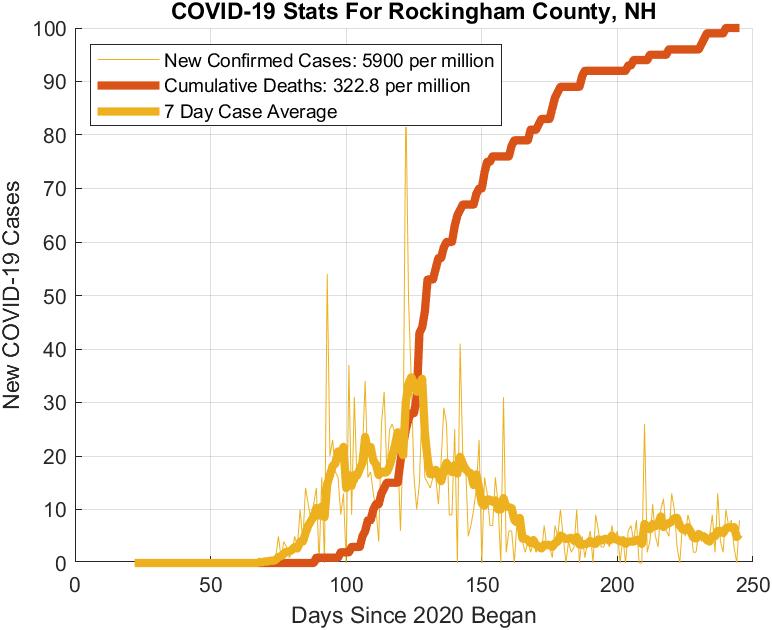 COVID-19 Stats For Rockingham County, NH
New Confirmed Cases: 5900 per million
Cumulative Deaths: 322.8 per million
7 Day Case Average
New COVID-19 Cases
100
90
80
70
60
50
40
30
20
10
0
0 50 100 150 200 250
Days Since 2020 Began